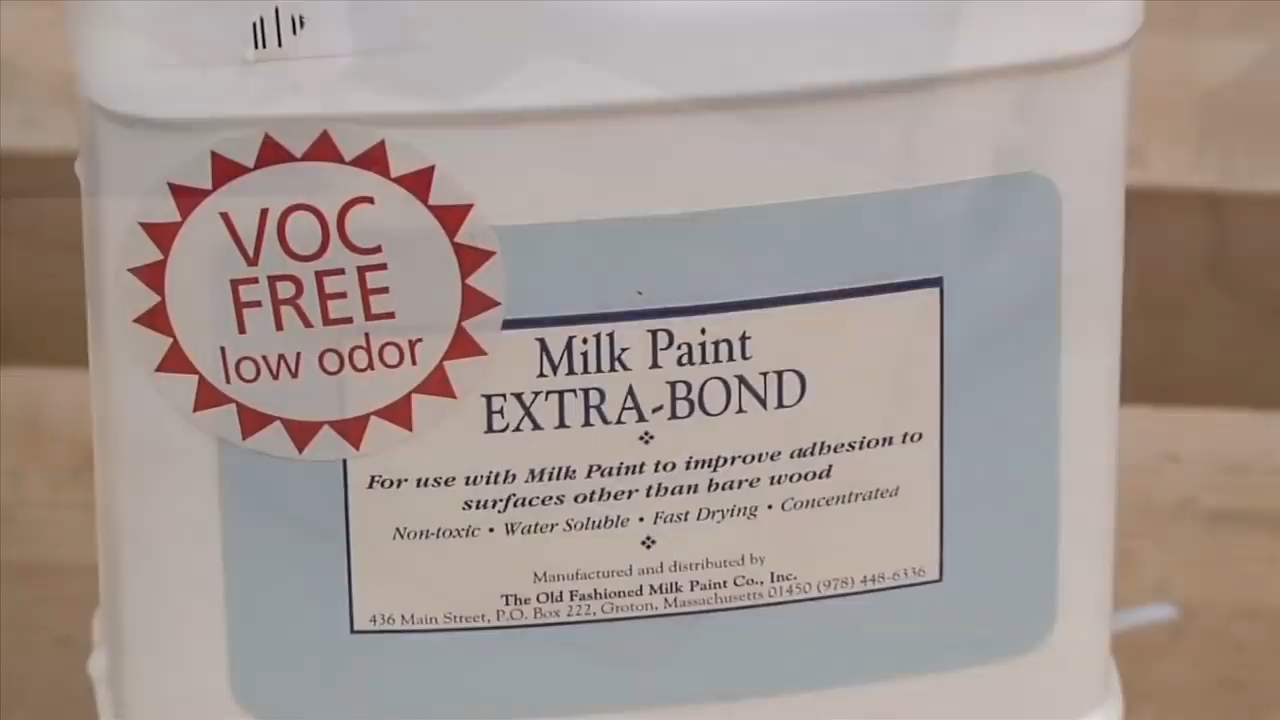 VOC
FREE
low odor
Milk Paint
EXTRA-BOND
For use with Milk Paint to improve adhesion to
surfaces other than bare wood
Non-toxic • Water Soluble • Fast Drying • Concentrated
Manufactured and distributed by
The Old Fashioned Milk Paint Co., Inc.
436 Main Street, P.O. Box 222, Groton, Massachusetts 01450 (978) 448-6336